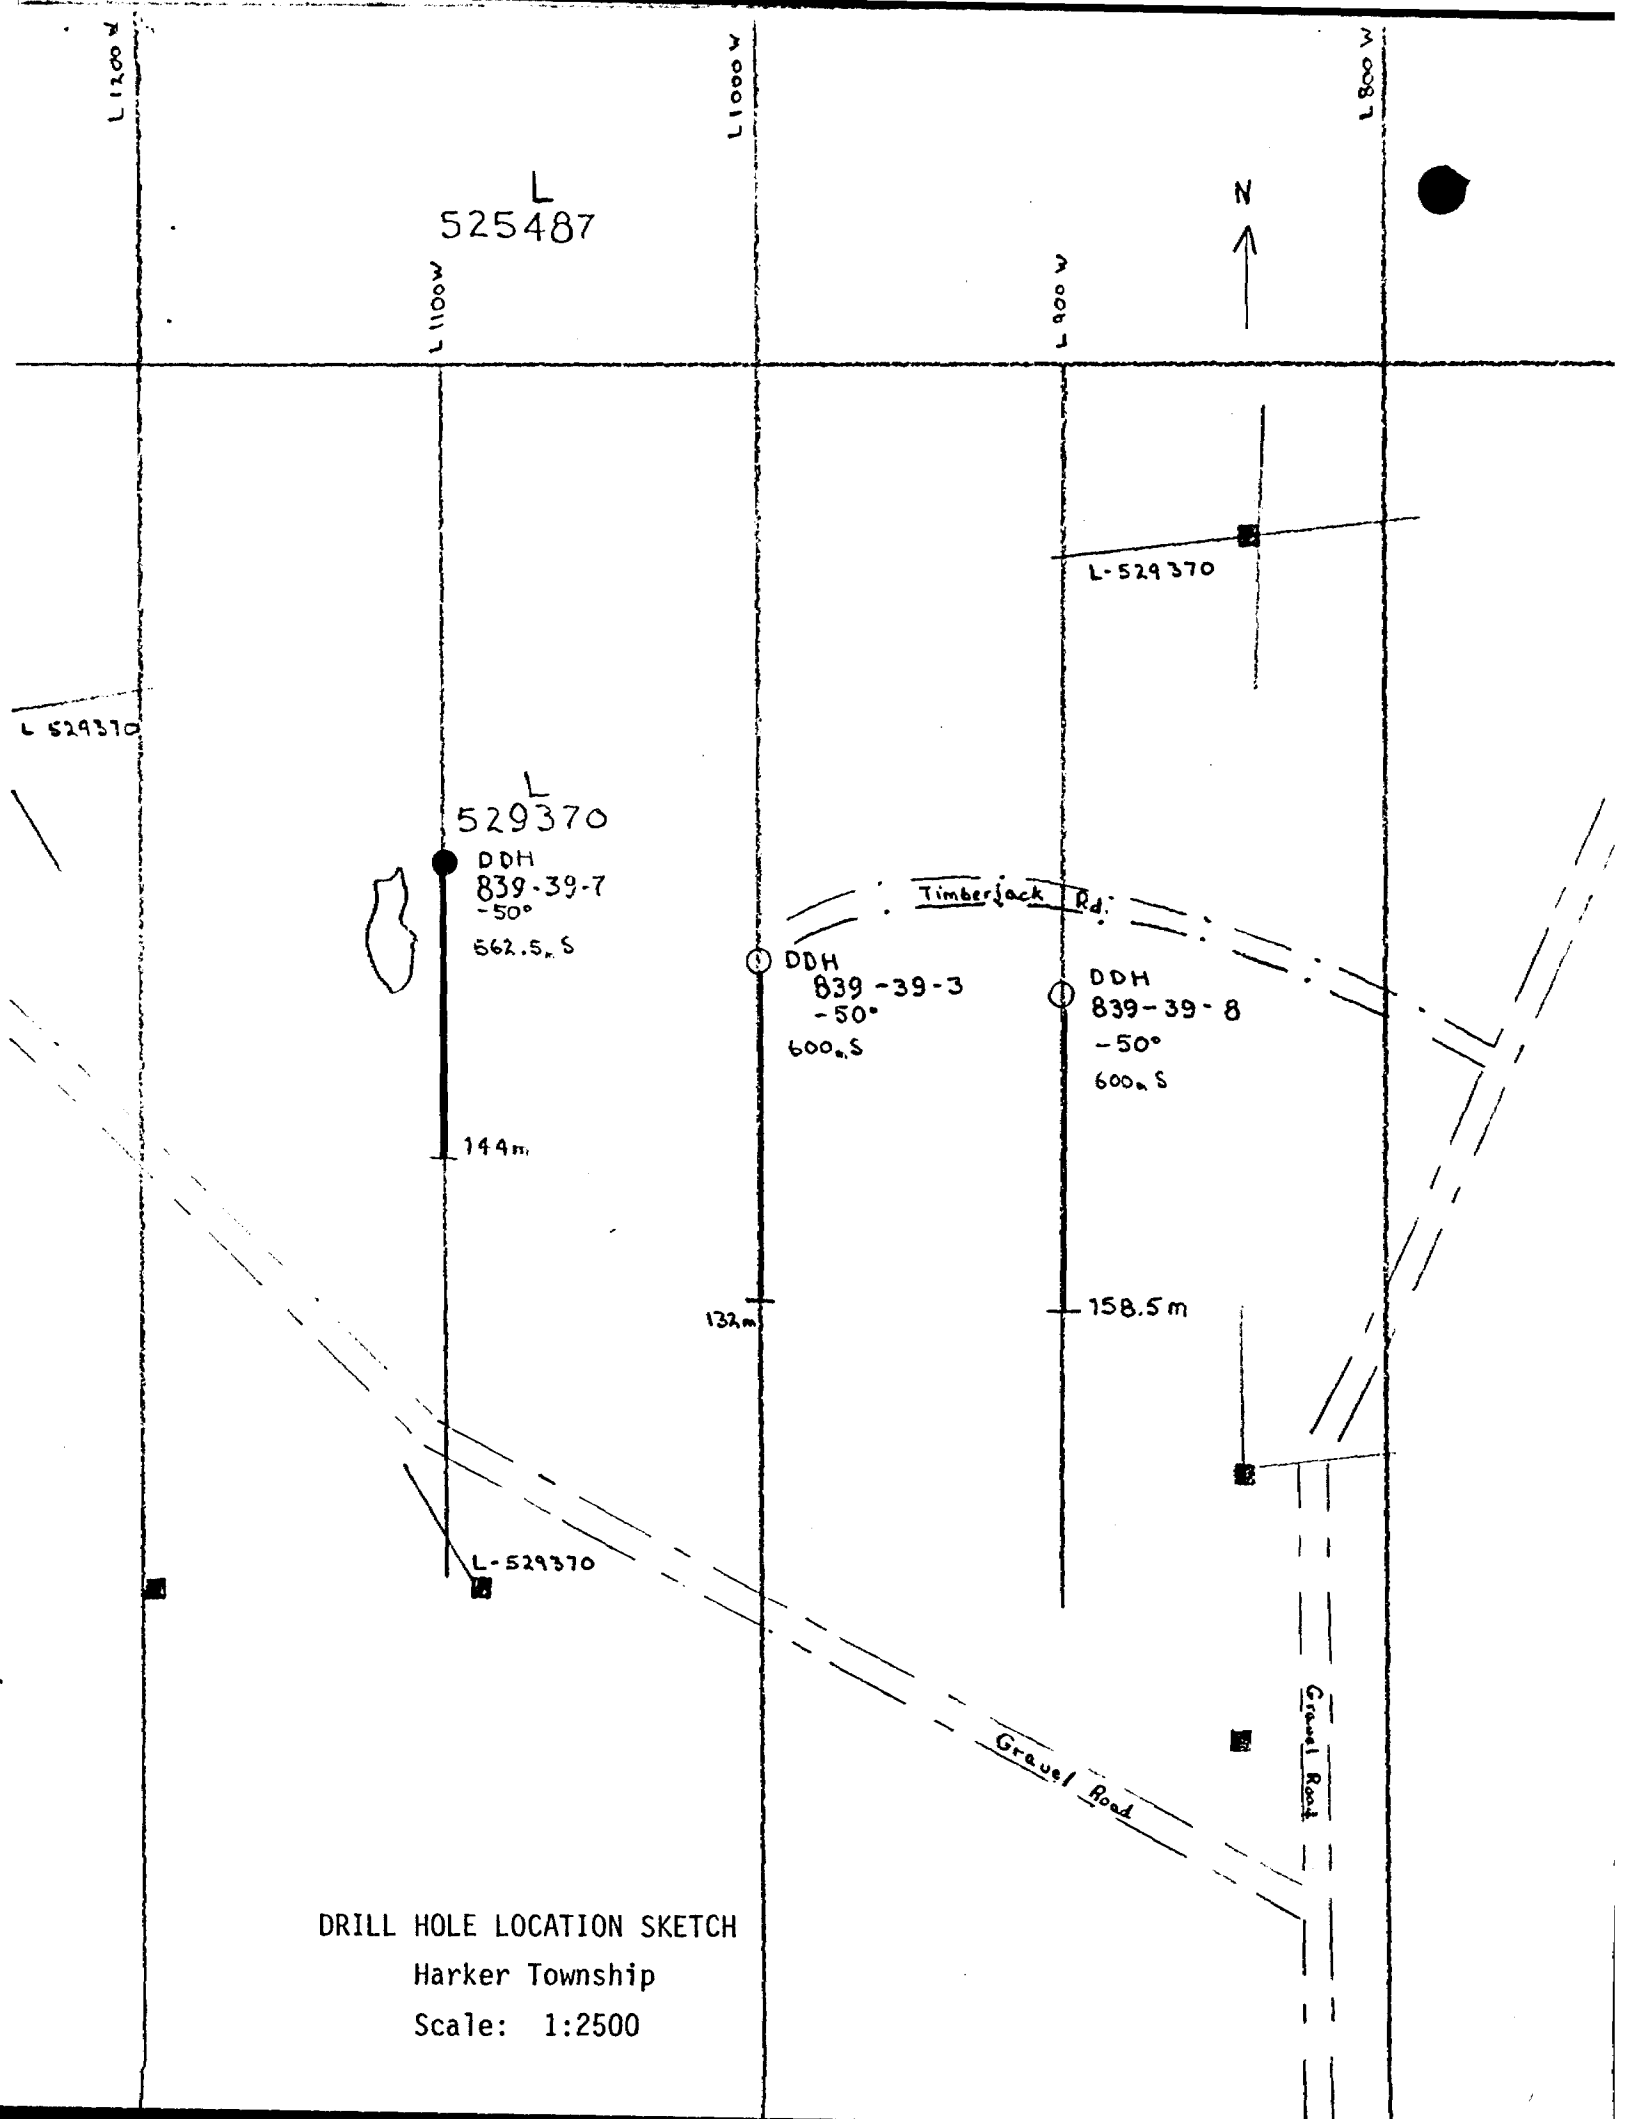 L 1200 W
L 1000 W
L 800 W
L
525487
N
L 1100 W
L 900 W
L-529370
L 529370
L
529370
DDH
839-39-7
-50°
562.5m S
Timberjack Rd.
DDH
839-39-3
-50°
600m S
DDH
839-39-8
-50°
600m S
144m
132m
158.5m
L-529370
Gravel Road
Gravel Road
DRILL HOLE LOCATION SKETCH
Harker Township
Scale: 1:2500